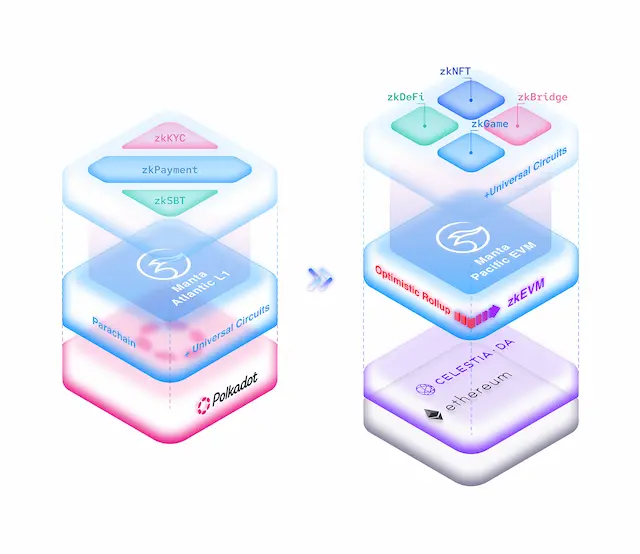 zkKYC
zkPayment
zkSBT
Manta
Atlantic L1
Parachain
+Universal Circuits
Polkadot
zkNFT
zkDeFi
zkBridge
zkGame
+Universal Circuits
Manta
Pacific EVM
Optimistic Rollup
zkEVM
CELESTIA·DA
ethereum